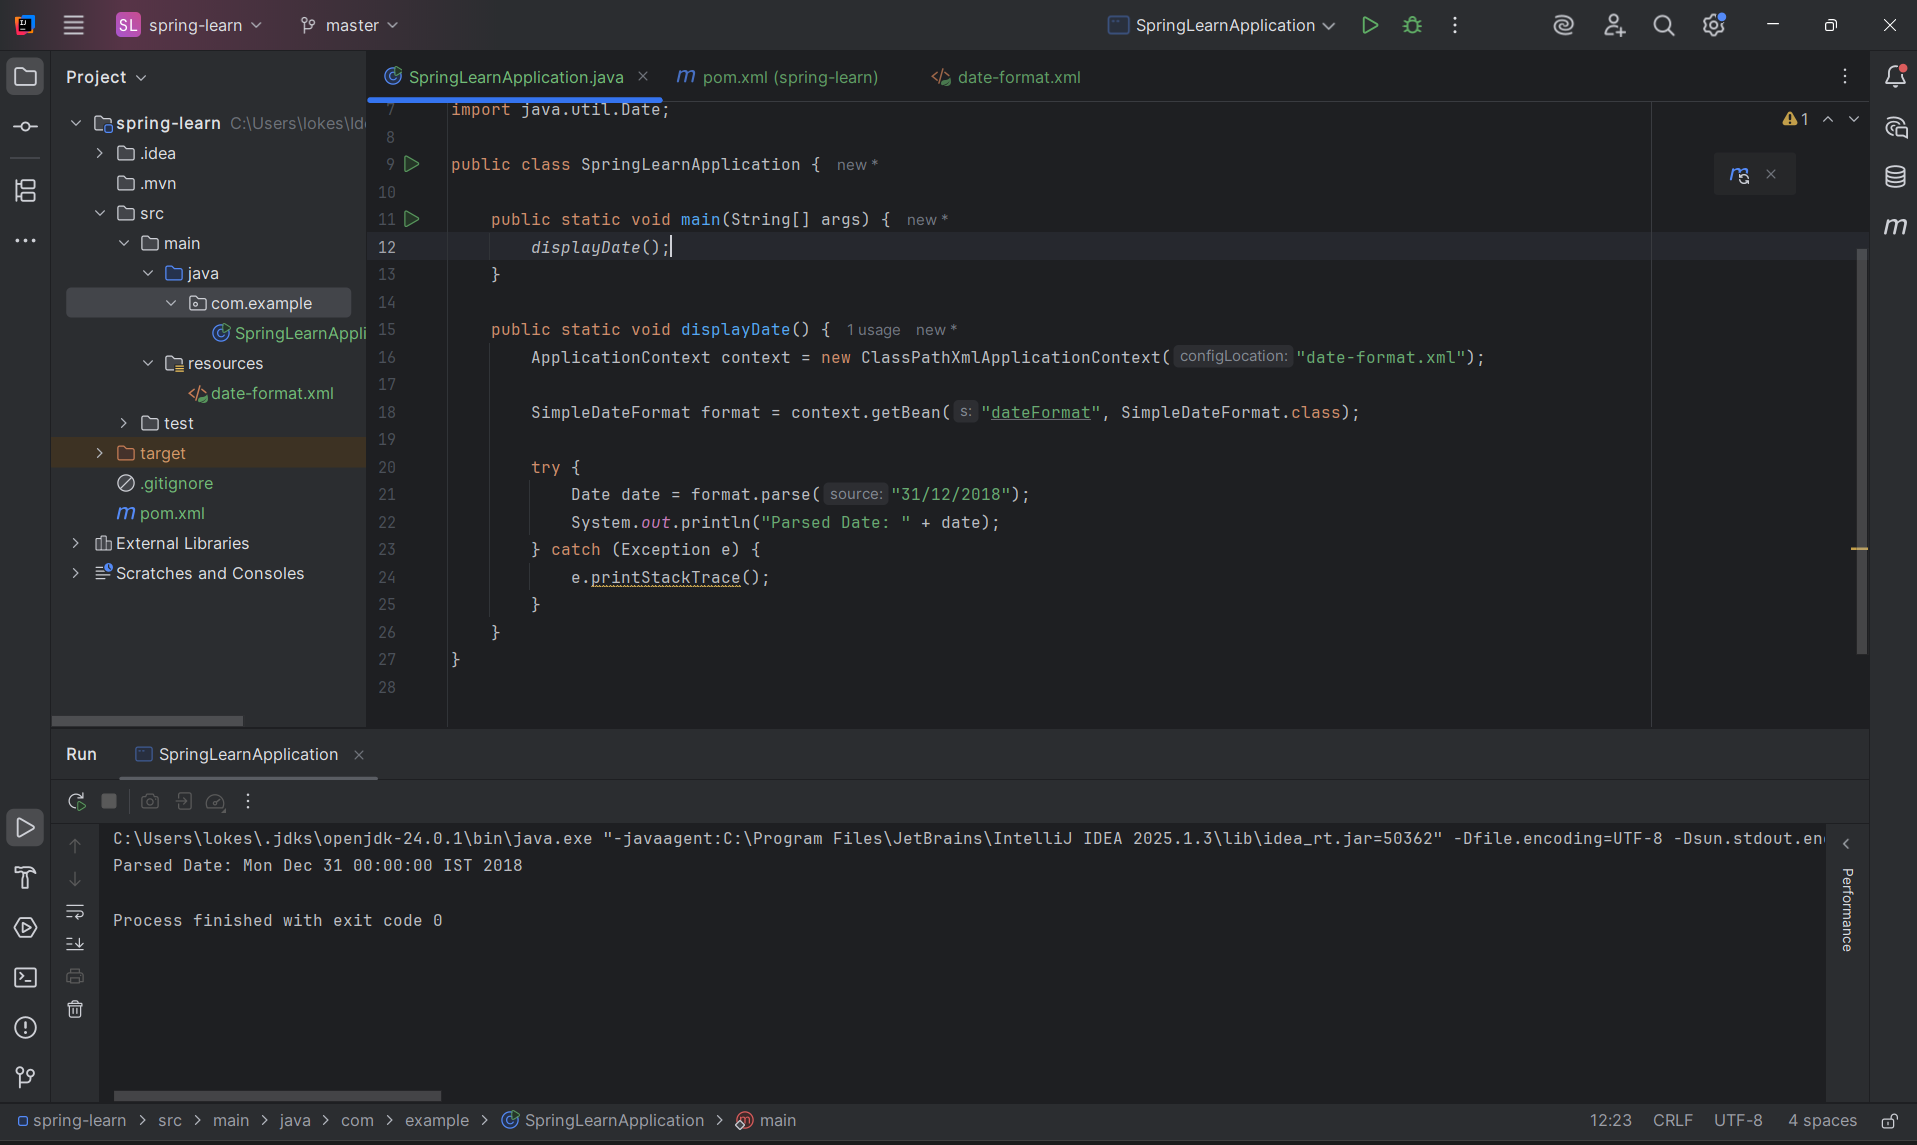 SL spring-learn master SpringLearnApplication
Project
SpringLearnApplication.java pom.xml (spring-learn) date-format.xml
spring-learn C:\Users\lokes\Id
.idea
.mvn
src
main
java
com.example
SpringLearnAppli
resources
date-format.xml
test
target
.gitignore
m pom.xml
External Libraries
Scratches and Consoles
7 import java.util.Date;
8
9 public class SpringLearnApplication { new *
10
11 public static void main(String[] args) { new *
12 displayDate();
13 }
14
15 public static void displayDate() { 1 usage new *
16 ApplicationContext context = new ClassPathXmlApplicationContext( configLocation: "date-format.xml");
17
18 SimpleDateFormat format = context.getBean( s: "dateFormat", SimpleDateFormat.class);
19
20 try {
21 Date date = format.parse( source: "31/12/2018");
22 System.out.println("Parsed Date: " + date);
23 } catch (Exception e) {
24 e.printStackTrace();
25 }
26 }
27 }
28
1
Run SpringLearnApplication
C:\Users\lokes\.jdks\openjdk-24.0.1\bin\java.exe "-javaagent:C:\Program Files\JetBrains\IntelliJ IDEA 2025.1.3\lib\idea_rt.jar=50362" -Dfile.encoding=UTF-8 -Dsun.stdout.en
Parsed Date: Mon Dec 31 00:00:00 IST 2018
Process finished with exit code 0
Performance
spring-learn > src > main > java > com > example > SpringLearnApplication > main
12:23 CRLF UTF-8 4 spaces